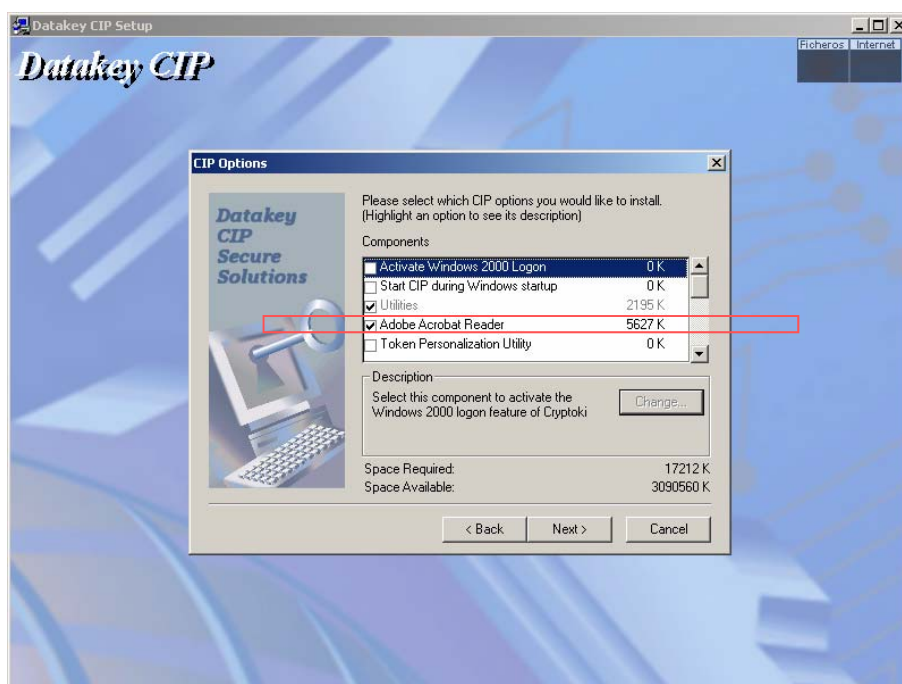 Datakey CIP Setup
Ficheros Internet
Datakey CIP
CIP Options
Datakey
CIP
Secure
Solutions
Please select which CIP options you would like to install.
(Highlight an option to see its description)
Components
Activate Windows 2000 Logon 0 K
Start CIP during Windows startup 0 K
Utilities 2195 K
Adobe Acrobat Reader 5627 K
Token Personalization Utility 0 K
Description
Select this component to activate the
Windows 2000 logon feature of Cryptoki
Change...
Space Required: 17212 K
Space Available: 3090560 K
< Back Next > Cancel